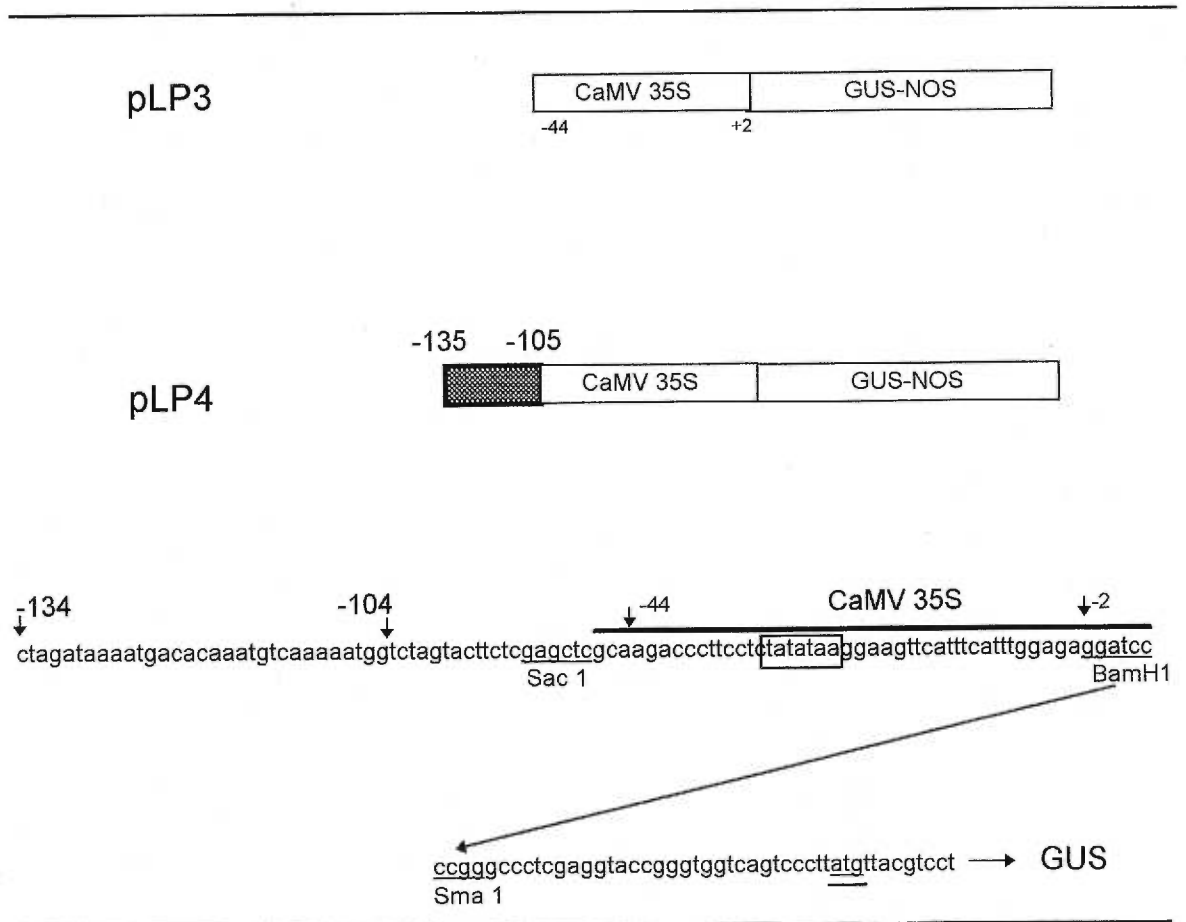 pLP3
CaMV 35S GUS-NOS
-44 +2
-135 -105
pLP4
CaMV 35S GUS-NOS
-134 -104 -44 CaMV 35S -2
ctagataaaatgacacaaatgtcaaaaatggtctagtacttctcgagctcgcaagacccttcctctatataaggaagttcatttcatttggagaggatcc
Sac 1 BamH1
ccgggccctcgaggtaccgggtggtcagtcccttatgttacgtcct GUS
Sma 1